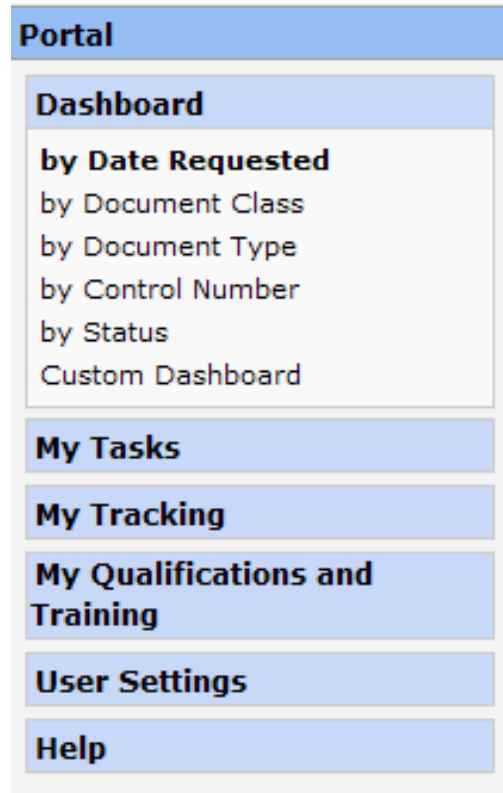 Portal
Dashboard
by Date Requested
by Document Class
by Document Type
by Control Number
by Status
Custom Dashboard
My Tasks
My Tracking
My Qualifications and
Training
User Settings
Help